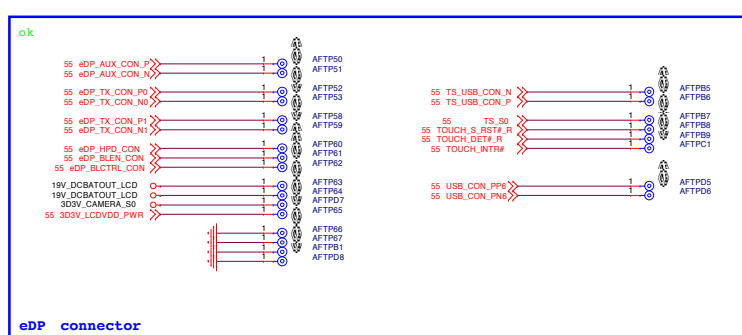 ok
55 eDP_AUX_CON_P 1 AFTP50
55 eDP_AUX_CON_N 1 AFTP51
55 eDP_TX_CON_P0 1 AFTP52
55 eDP_TX_CON_N0 1 AFTP53
55 eDP_TX_CON_P1 1 AFTP58
55 eDP_TX_CON_N1 1 AFTP59
55 eDP_HPD_CON 1 AFTP60
55 eDP_BLEN_CON 1 AFTP61
55 eDP_BLCTRL_CON 1 AFTP62
19V_DCBATOUT_LCD 1 AFTP63
19V_DCBATOUT_LCD 1 AFTP64
3D3V_CAMERA_S0 1 AFTPD7
55 3D3V_LCDVDD_PWR 1 AFTP65
1 AFTP66
1 AFTP67
1 AFTPB1
1 AFTPD8
55 TS_USB_CON_N 1 AFTPB5
55 TS_USB_CON_P 1 AFTPB6
55 TS_S0 1 AFTPB7
55 TOUCH_S_RST#_R 1 AFTPB8
55 TOUCH_DET#_R 1 AFTPB9
55 TOUCH_INTR# 1 AFTPC1
55 USB_CON_PP6 1 AFTPD5
55 USB_CON_PN6 1 AFTPD6
eDP connector